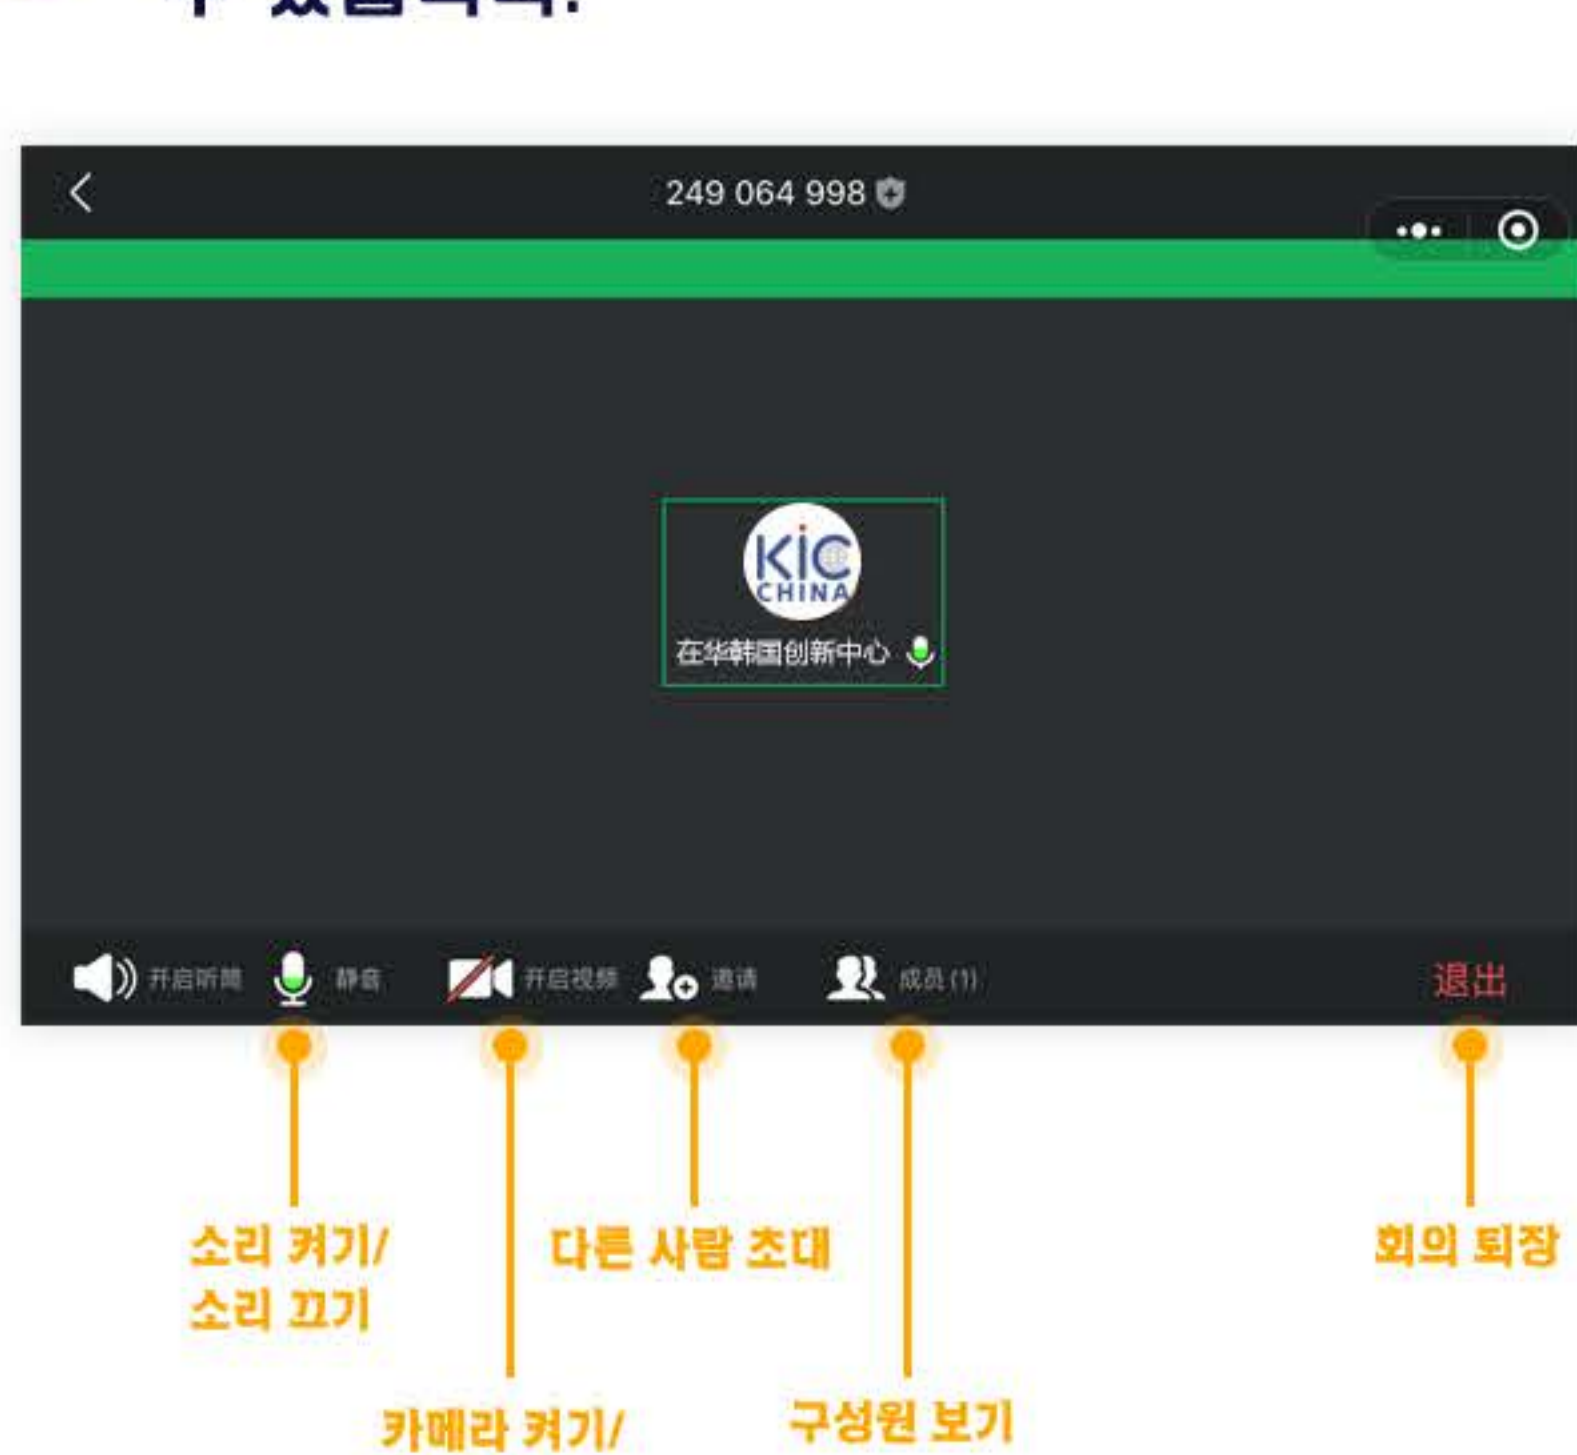 249 064 998
KIC
CHINA
在华韩国创新中心
开启听筒 静音 开启视频 邀请 成员 (1) 退出
소리 켜기/
소리 끄기
다른 사람 초대
회의 퇴장
카메라 켜기/
구성원 보기